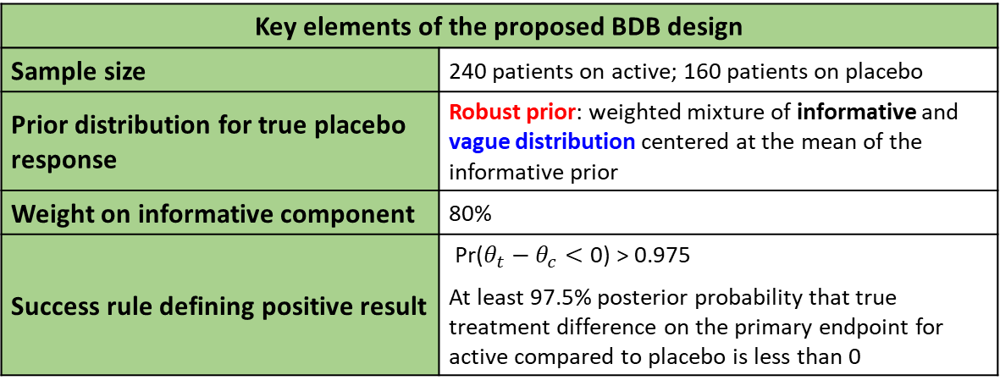 Key elements of the proposed BDB design
Sample size
240 patients on active; 160 patients on placebo
Prior distribution for true placebo
response
Robust prior: weighted mixture of informative and
vague distribution centered at the mean of the
informative prior
Weight on informative component
80%
Success rule defining positive result
Pr(𝜃𝑡 − 𝜃𝑐 < 0) > 0.975
At least 97.5% posterior probability that true
treatment difference on the primary endpoint for
active compared to placebo is less than 0